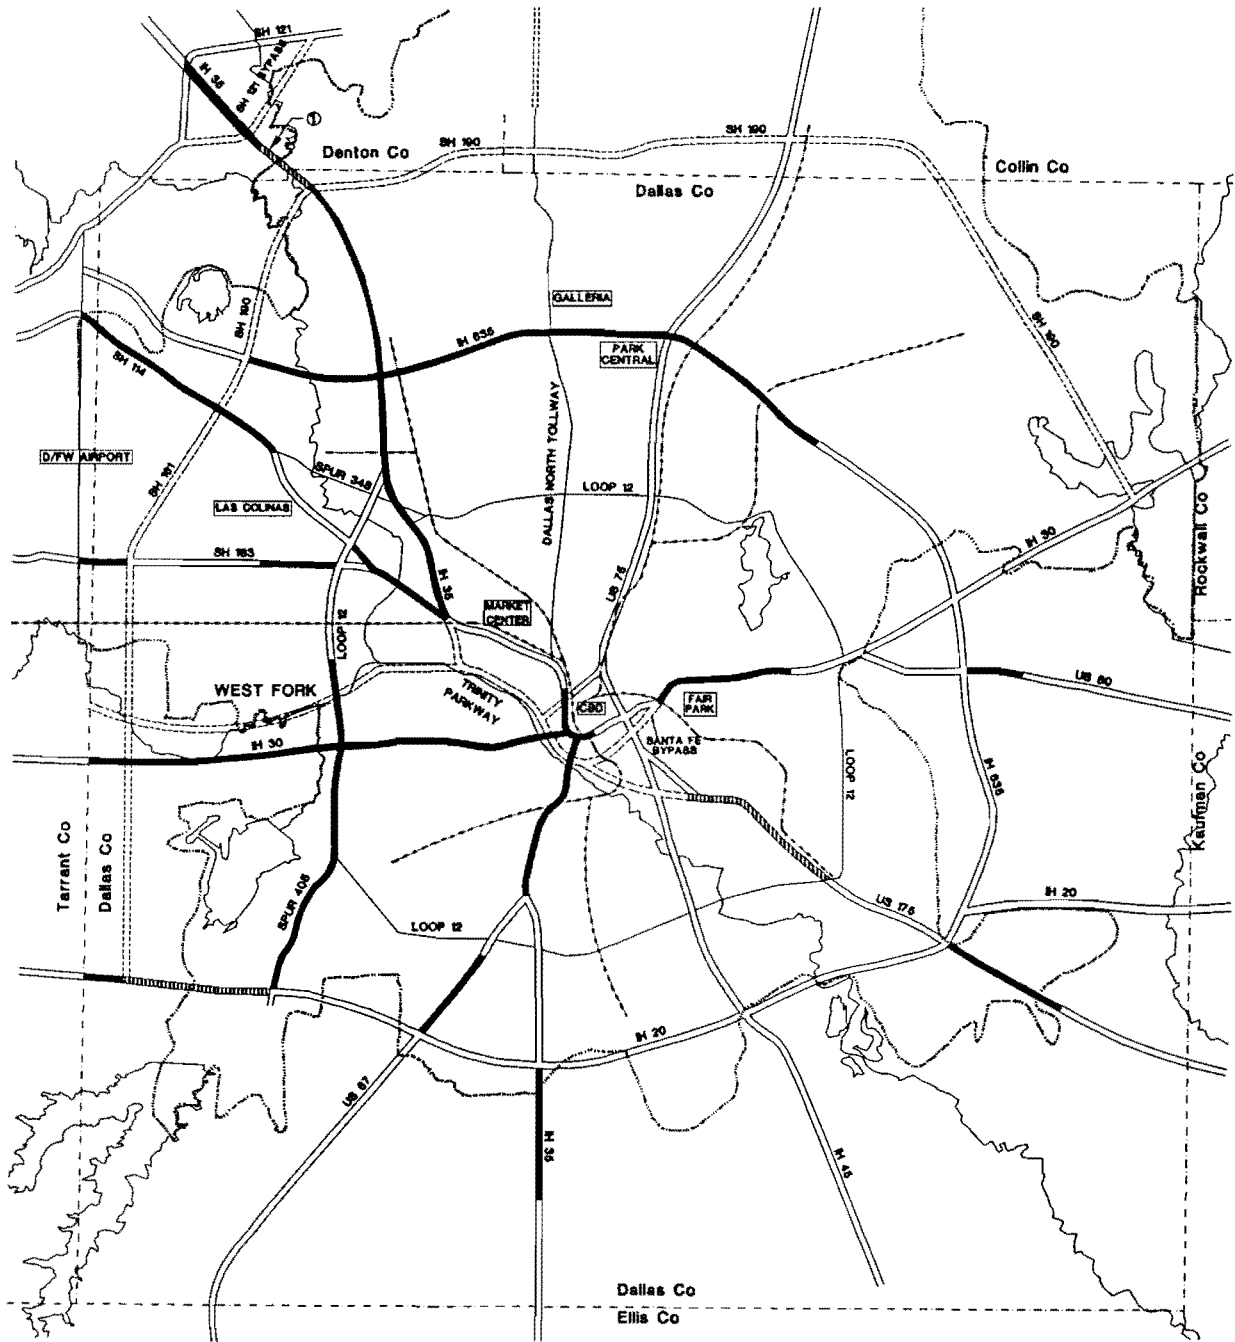 SH 121
IH 35
SH 121 BYPASS
1
Denton Co
SH 190
SH 190
Collin Co
Dallas Co
SH 190
GALLERIA
IH 635
PARK
CENTRAL
SH 190
SH 114
DALLAS NORTH TOLLWAY
D/FW AIRPORT
SH 161
SPUR 348
LOOP 12
LAS COLINAS
Rockwall Co
IH 30
SH 183
IH 35
US 75
MARKET
CENTER
LOOP 12
US 80
WEST FORK
TRINITY
PARKWAY
CBD
FAIR
PARK
IH 30
SANTA FE
BYPASS
LOOP 12
IH 635
Kaufman Co
Tarrant Co
Dallas Co
SPUR 408
LOOP 12
US 175
IH 20
IH 20
US 67
IH 35
IH 45
Dallas Co
Ellis Co